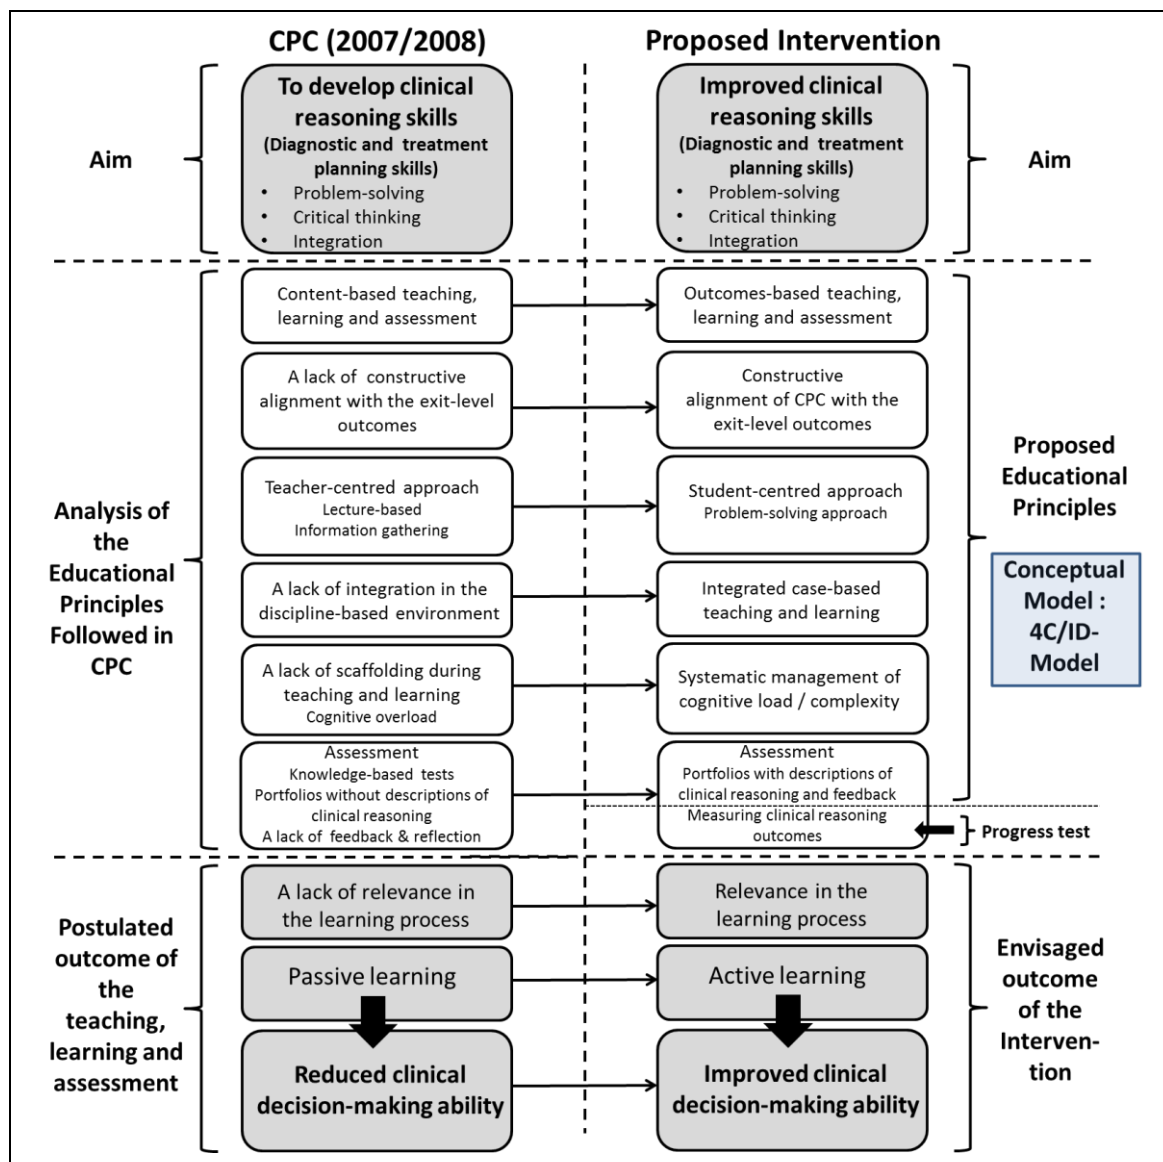 CPC (2007/2008)
Proposed Intervention
Aim
To develop clinical
reasoning skills
(Diagnostic and treatment
planning skills)
• Problem-solving
• Critical thinking
• Integration
Improved clinical
reasoning skills
(Diagnostic and treatment
planning skills)
• Problem-solving
• Critical thinking
• Integration
Aim
Analysis of
the
Educational
Principles
Followed in
CPC
Content-based teaching,
learning and assessment
Outcomes-based teaching,
learning and assessment
A lack of constructive
alignment with the exit-level
outcomes
Constructive
alignment of CPC with the
exit-level outcomes
Teacher-centred approach
Lecture-based
Information gathering
Student-centred approach
Problem-solving approach
A lack of integration in the
discipline-based environment
Integrated case-based
teaching and learning
A lack of scaffolding during
teaching and learning
Cognitive overload
Systematic management of
cognitive load / complexity
Assessment
Knowledge-based tests
Portfolios without descriptions of
clinical reasoning
A lack of feedback & reflection
Assessment
Portfolios with descriptions of
clinical reasoning and feedback
Measuring clinical reasoning
outcomes
Proposed
Educational
Principles
Conceptual
Model :
4C/ID-
Model
Progress test
Postulated
outcome of
the
teaching,
learning and
assessment
A lack of relevance in
the learning process
Relevance in the
learning process
Passive learning
Active learning
Reduced clinical
decision-making ability
Improved clinical
decision-making ability
Envisaged
outcome
of the
Interven-
tion